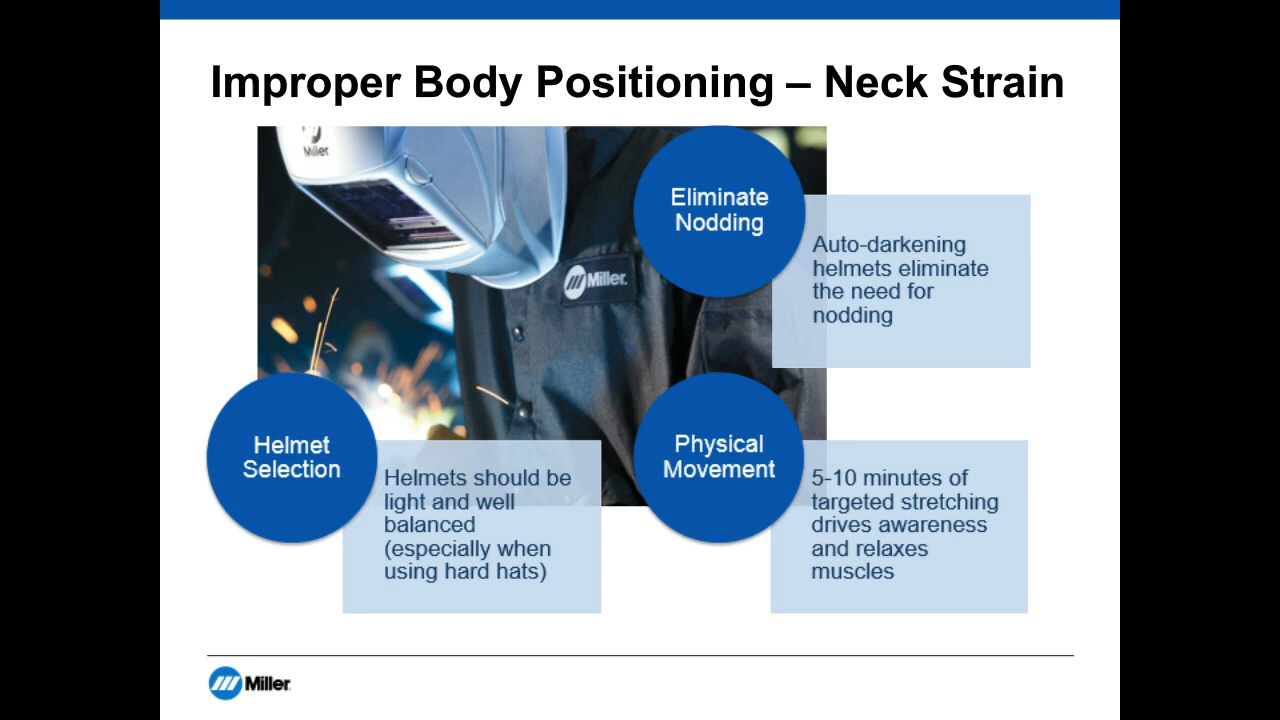 Improper Body Positioning – Neck Strain
Miller
Miller.
Eliminate
Nodding
Auto-darkening
helmets eliminate
the need for
nodding
Helmet
Selection
Helmets should be
light and well
balanced
(especially when
using hard hats)
Physical
Movement
5-10 minutes of
targeted stretching
drives awareness
and relaxes
muscles
Miller.